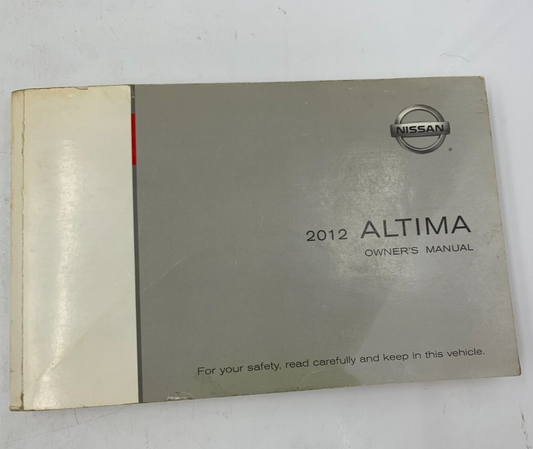 NISSAN
2012 ALTIMA
OWNER'S MANUAL
For your safety, read carefully and keep in this vehicle.